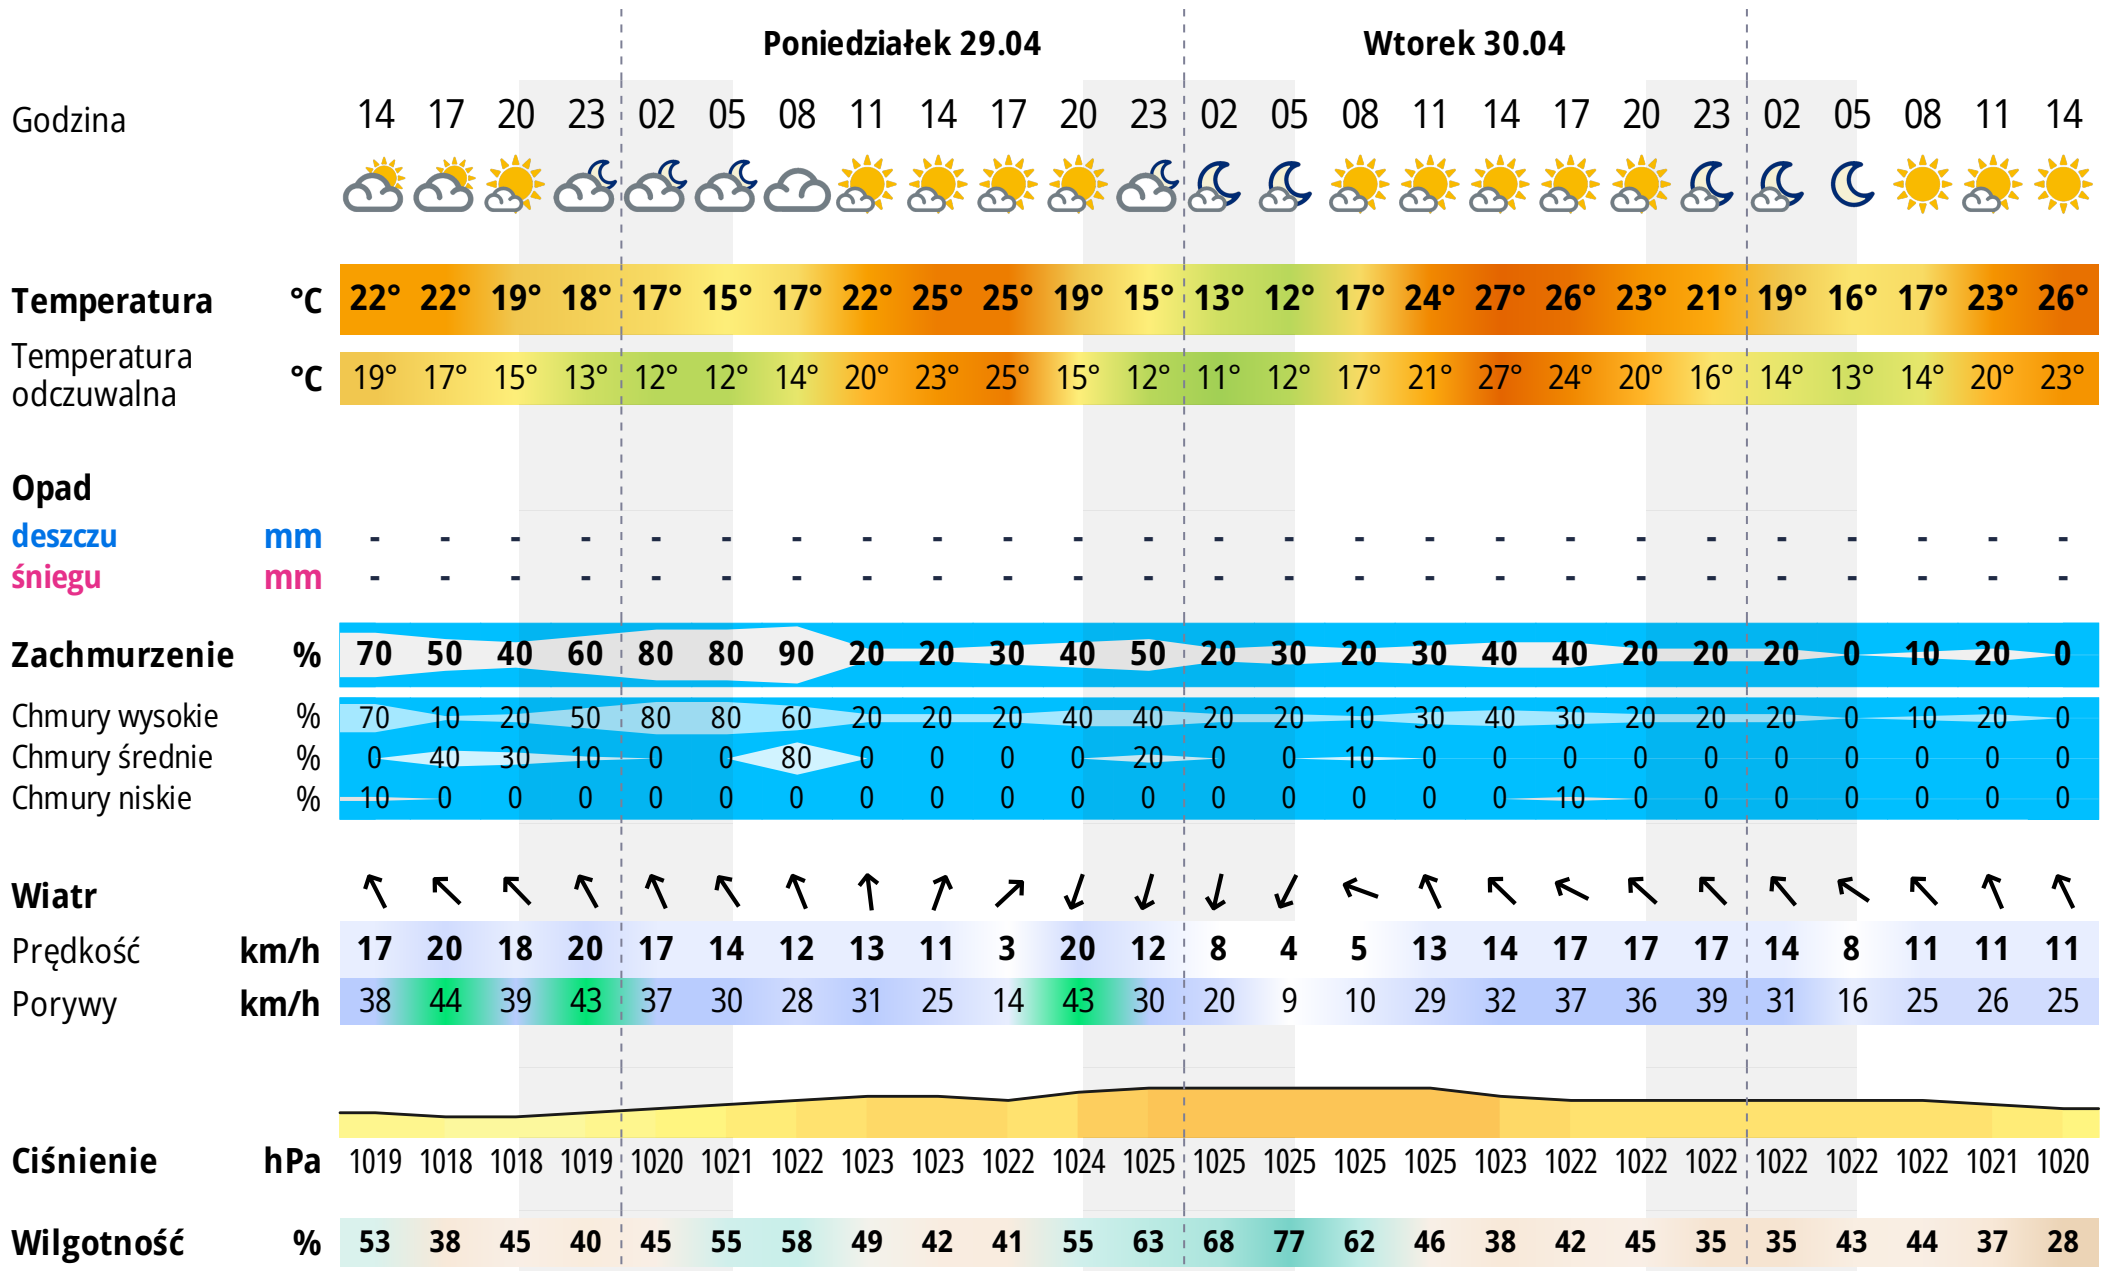 Poniedziałek 29.04 Wtorek 30.04
Godzina 14 17 20 23 02 05 08 11 14 17 20 23 02 05 08 11 14 17 20 23 02 05 08 11 14
Temperatura °C 22° 22° 19° 18° 17° 15° 17° 22° 25° 25° 19° 15° 13° 12° 17° 24° 27° 26° 23° 21° 19° 16° 17° 23° 26°
Temperatura
odczuwalna °C 19° 17° 15° 13° 12° 12° 14° 20° 23° 25° 15° 12° 11° 12° 17° 21° 27° 24° 20° 16° 14° 13° 14° 20° 23°
Opad
deszczu mm - - - - - - - - - - - - - - - - - - - - - - - - -
śniegu mm - - - - - - - - - - - - - - - - - - - - - - - - -
Zachmurzenie % 70 50 40 60 80 80 90 20 20 30 40 50 20 30 20 30 40 40 20 20 20 0 10 20 0
Chmury wysokie % 70 10 20 50 80 80 60 20 20 20 40 40 20 20 10 30 40 30 20 20 20 0 10 20 0
Chmury średnie % 0 40 30 10 0 0 80 0 0 0 0 20 0 0 10 0 0 0 0 0 0 0 0 0 0
Chmury niskie % 10 0 0 0 0 0 0 0 0 0 0 0 0 0 0 0 0 10 0 0 0 0 0 0 0
Wiatr
Prędkość km/h 17 20 18 20 17 14 12 13 11 3 20 12 8 4 5 13 14 17 17 17 14 8 11 11 11
Porywy km/h 38 44 39 43 37 30 28 31 25 14 43 30 20 9 10 29 32 37 36 39 31 16 25 26 25
Ciśnienie hPa 1019 1018 1018 1019 1020 1021 1022 1023 1023 1022 1024 1025 1025 1025 1025 1025 1023 1022 1022 1022 1022 1022 1022 1021 1020
Wilgotność % 53 38 45 40 45 55 58 49 42 41 55 63 68 77 62 46 38 42 45 35 35 43 44 37 28